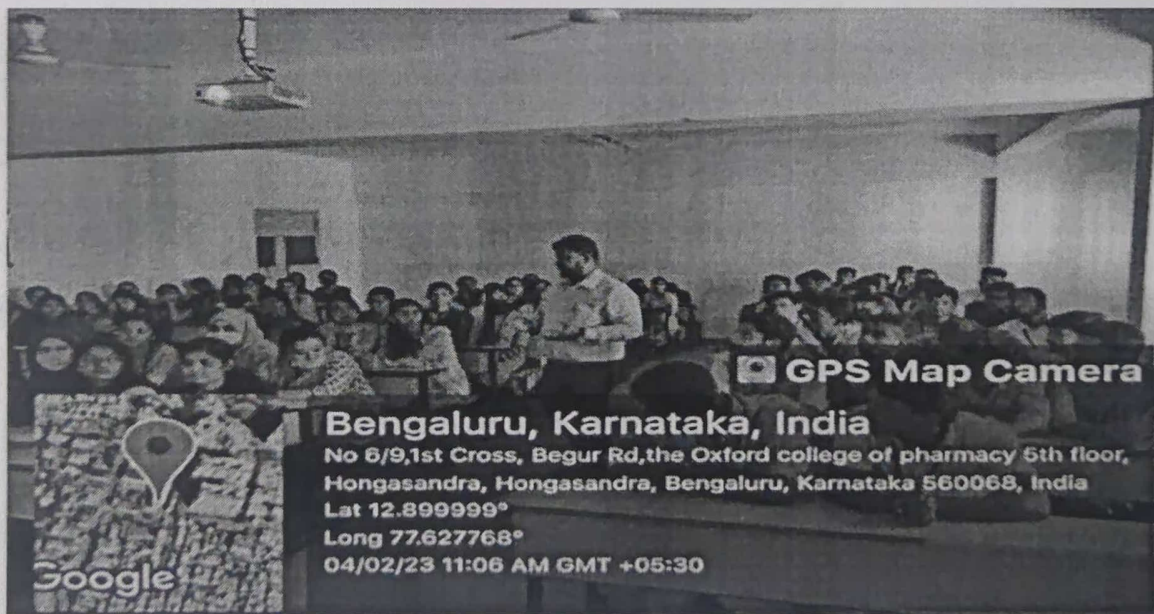 GPS Map Camera
Bengaluru, Karnataka, India
No 6/9,1st Cross, Begur Rd,the Oxford college of pharmacy 5th floor,
Hongasandra, Hongasandra, Bengaluru, Karnataka 560068, India
Lat 12.899999°
Long 77.627768°
04/02/23 11:06 AM GMT +05:30
Google